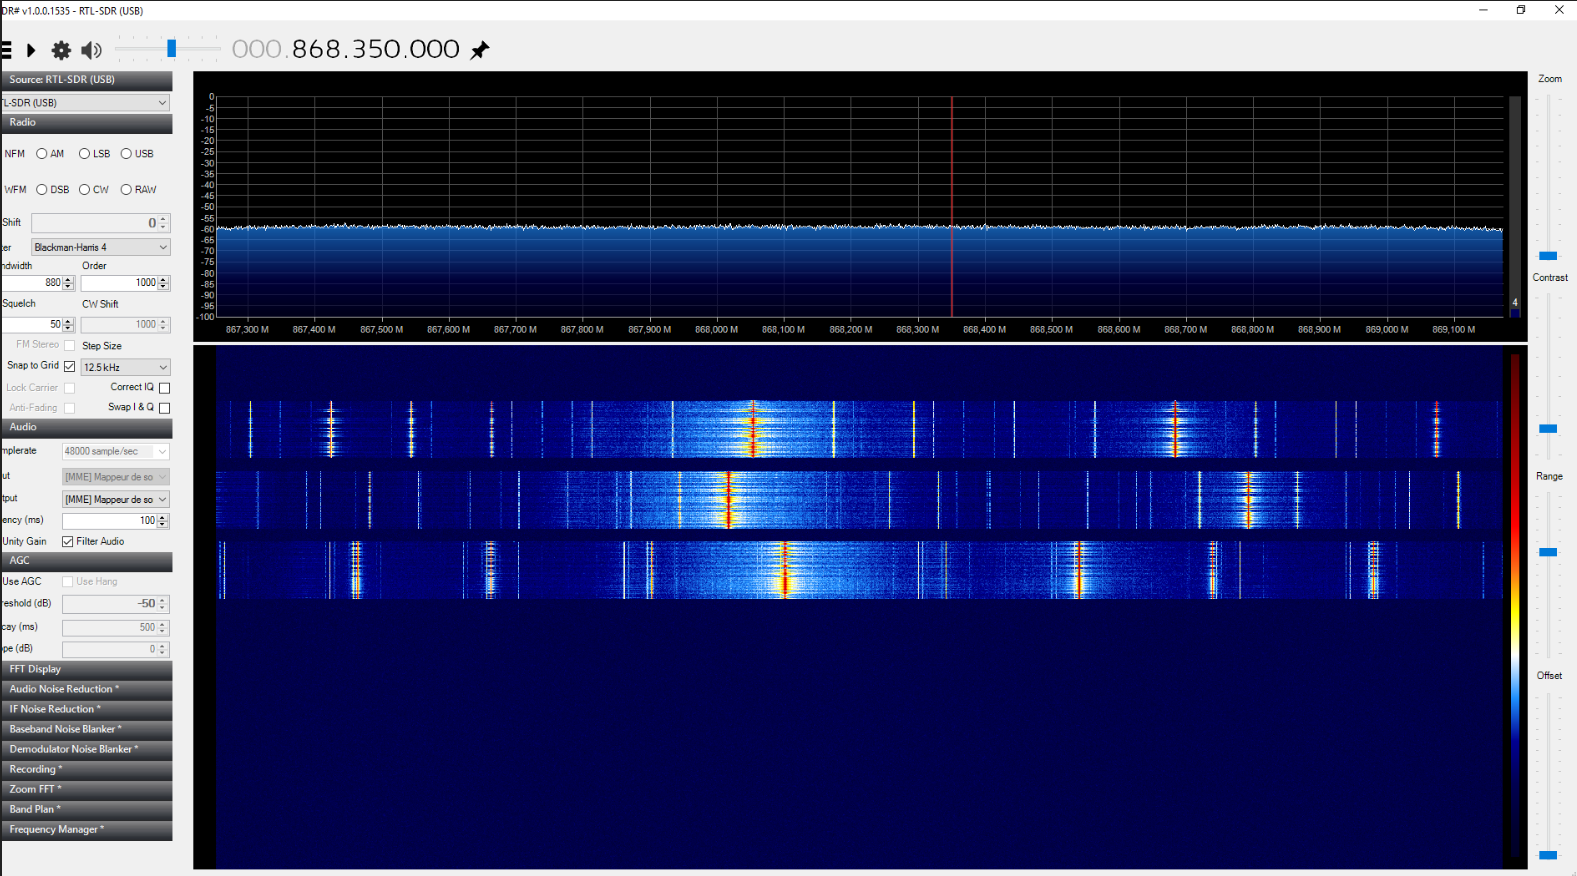 DR# v1.0.0.1535 - RTL-SDR (USB)
000.868.350.000
Source: RTL-SDR (USB)
TL-SDR (USB)
Radio
NFM AM LSB USB
WFM DSB CW RAW
Shift 0
ter Blackman-Harris 4
ndwidth Order
880 1000
Squelch CW Shift
50 1000
FM Stereo Step Size
Snap to Grid 12.5 kHz
Lock Carrier Correct IQ
Anti-Fading Swap I & Q
Audio
mplerate 48000 sample/sec
ut [MME] Mappeur de so
tput [MME] Mappeur de so
ency (ms) 100
Unity Gain Filter Audio
AGC
Use AGC Use Hang
reshold (dB) -50
cay (ms) 500
ope (dB) 0
FFT Display
Audio Noise Reduction *
IF Noise Reduction *
Baseband Noise Blanker *
Demodulator Noise Blanker *
Recording *
Zoom FFT *
Band Plan *
Frequency Manager *
0
-5
-10
-15
-20
-25
-30
-35
-40
-45
-50
-55
-60
-65
-70
-75
-80
-85
-90
-95
-100
867,300 M 867,400 M 867,500 M 867,600 M 867,700 M 867,800 M 867,900 M 868,000 M 868,100 M 868,200 M 868,300 M 868,400 M 868,500 M 868,600 M 868,700 M 868,800 M 868,900 M 869,000 M 869,100 M
4
Zoom
Contrast
Range
Offset